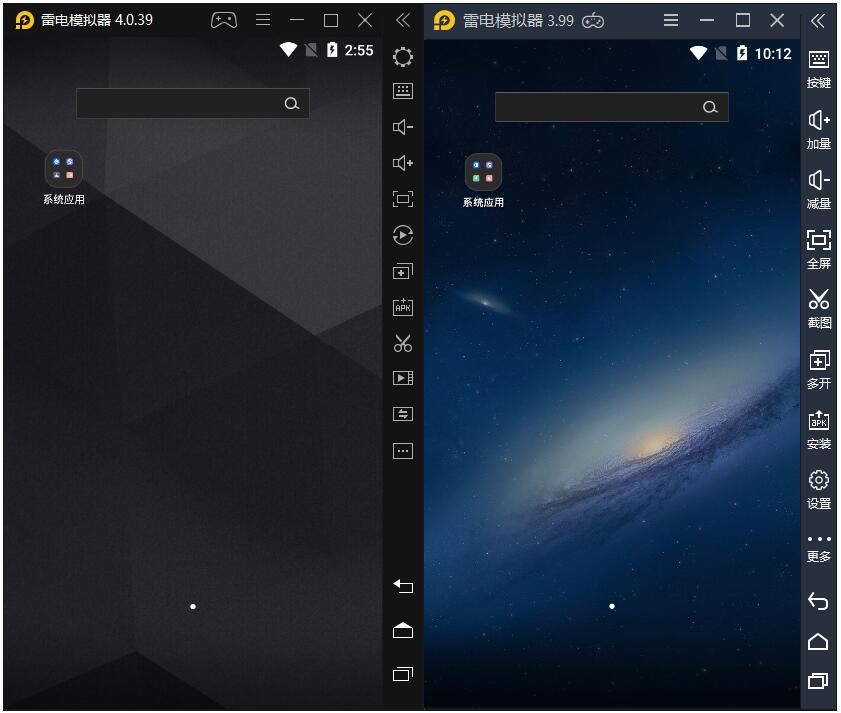 雷电模拟器 4.0.39
2:55
系统应用
APK
雷电模拟器 3.99
10:12
系统应用
按键
加量
减量
全屏
截图
多开
APK
安装
设置
更多